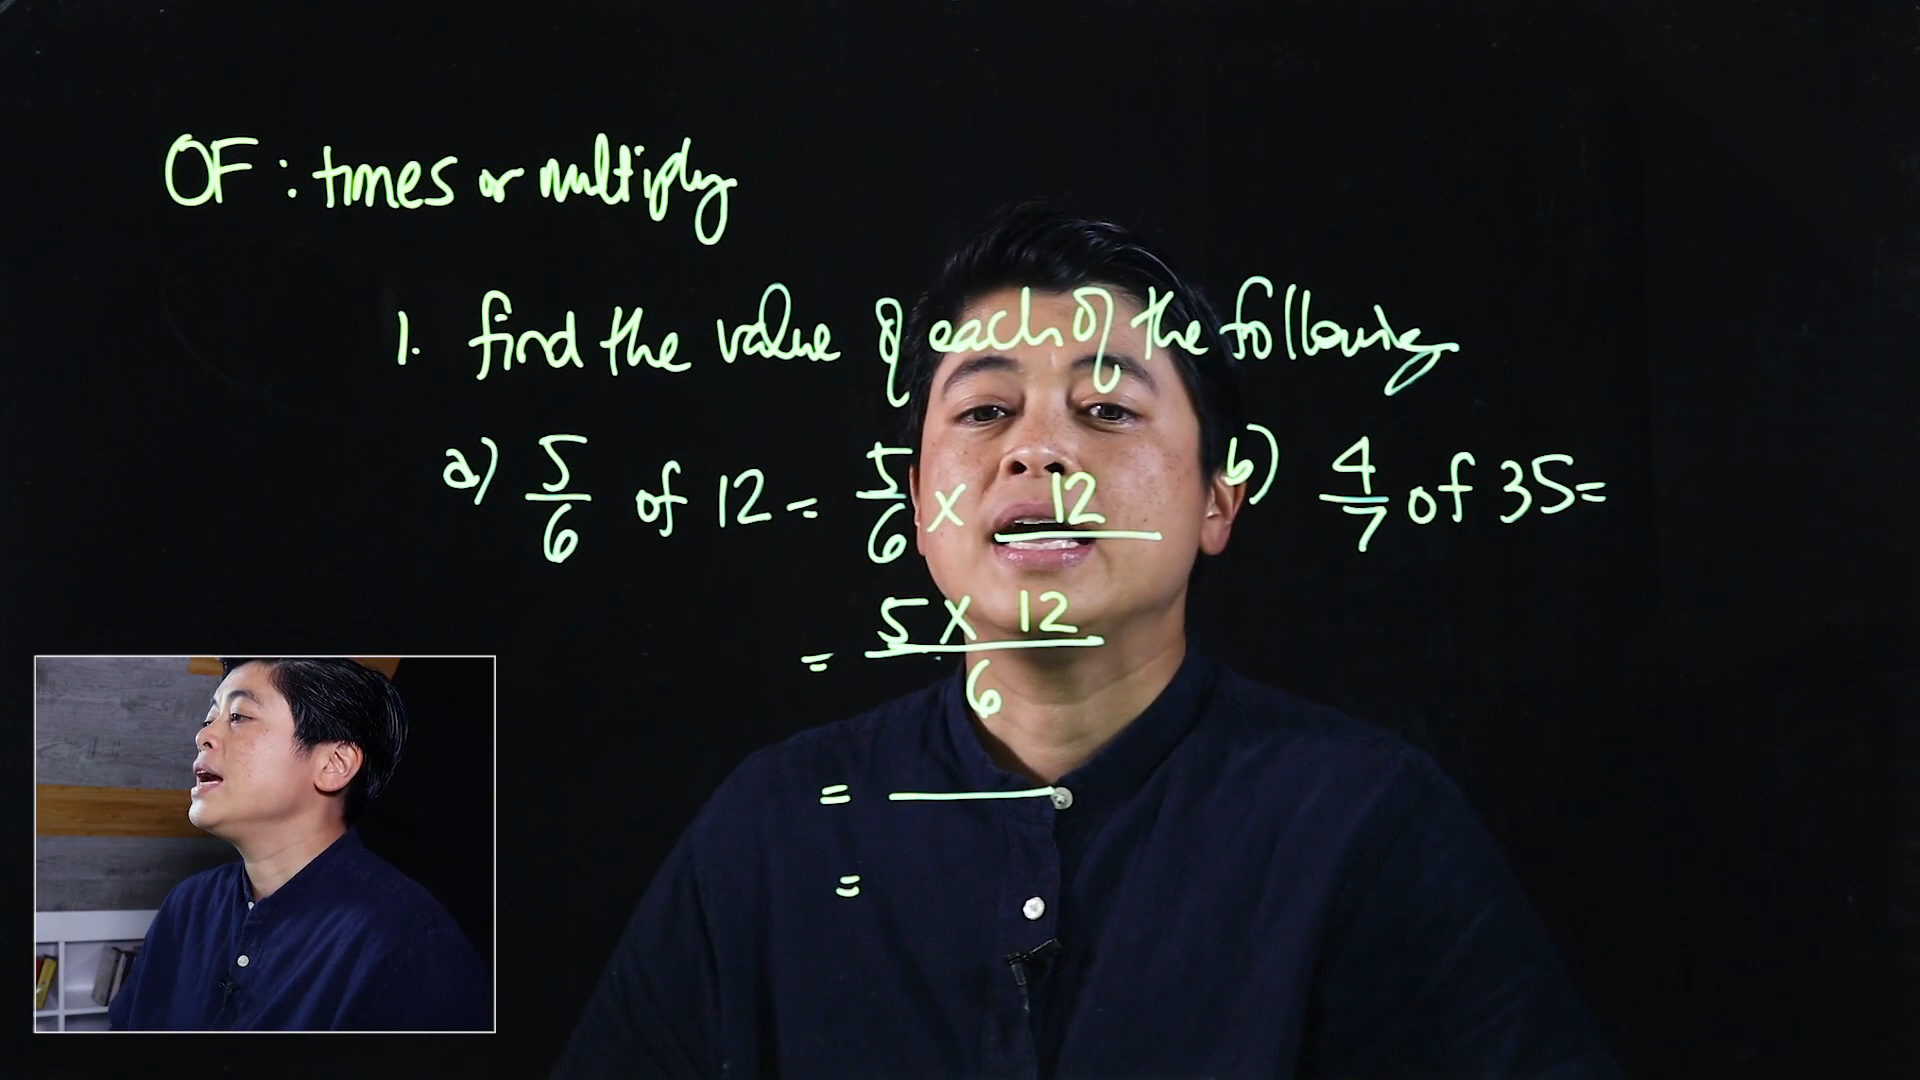 OF : times or multiply
1. find the value of each of the following
a) 5/6 of 12 = 5/6 x 12/
b) 4/7 of 35 =
= 5 x 12 / 6
=
=